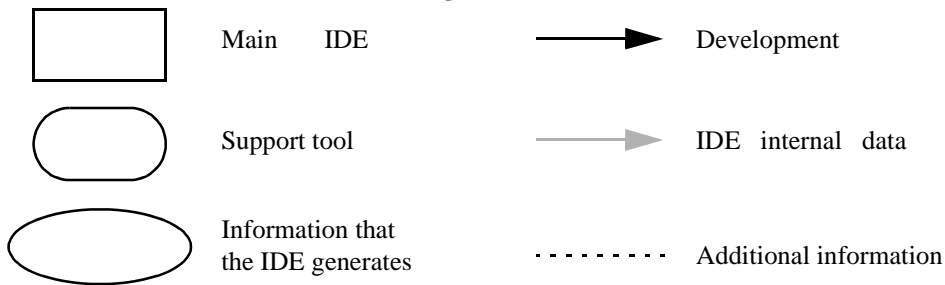 Main IDE
Development
Support tool
IDE internal data
Information that
the IDE generates
Additional information